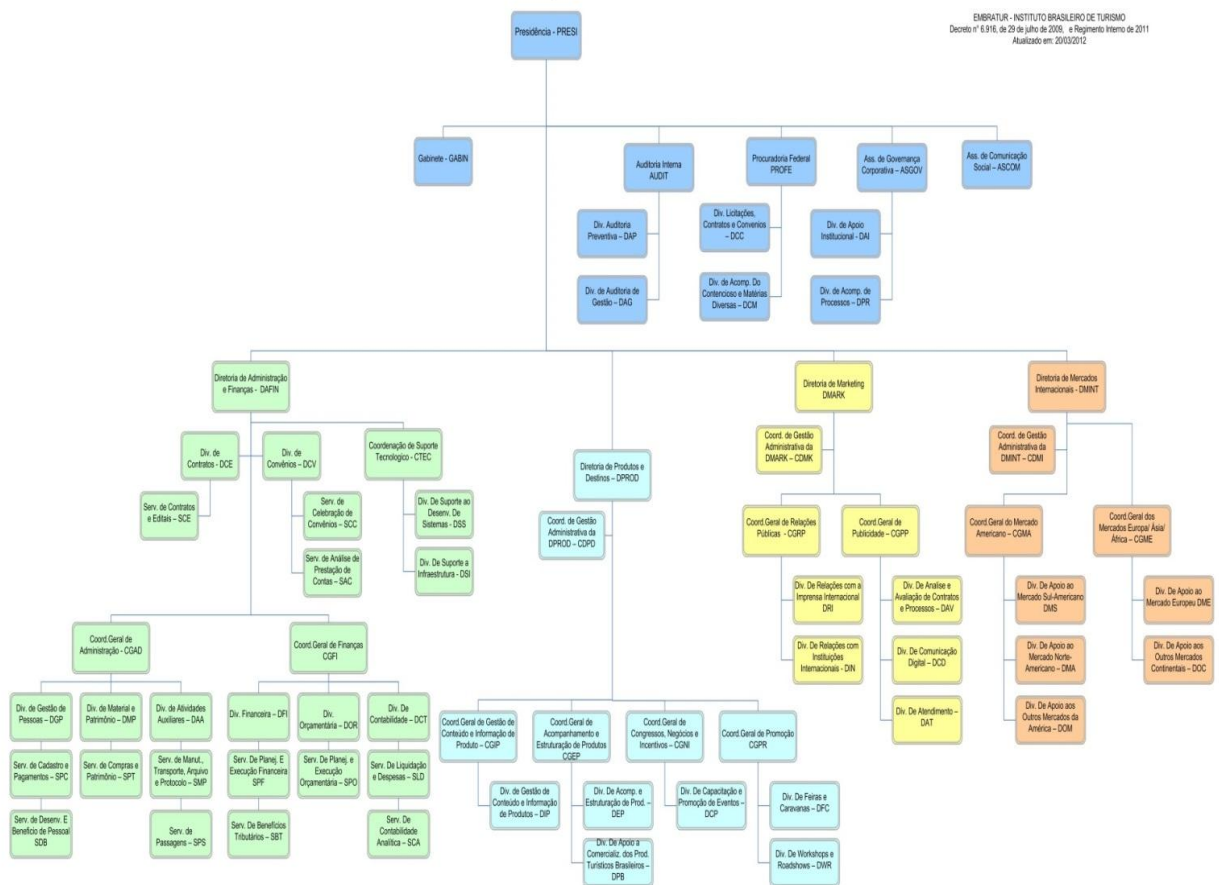 EMBRATUR - INSTITUTO BRASILEIRO DE TURISMO
Decreto n° 6.916, de 29 de julho de 2009, e Regimento Interno de 2011
Atualizado em: 20/03/2012
Presidência - PRESI
Gabinete - GABIN
Auditoria Interna
AUDIT
Procuradoria Federal
PROFE
Ass. de Governança
Corporativa – ASGOV
Ass. de Comunicação
Social – ASCOM
Div. Auditoria
Preventiva – DAP
Div. Licitações,
Contratos e Convenios
– DCC
Div. de Apoio
Institucional - DAI
Div. de Auditoria de
Gestão – DAG
Div. de Acomp. Do
Contencioso e Matérias
Diversas – DCM
Div. de Acomp. de
Processos – DPR
Diretoria de Administração
e Finanças - DAFIN
Diretoria de Marketing
DMARK
Diretoria de Mercados
Internacionais - DMINT
Div. de
Contratos - DCE
Div. de
Convênios – DCV
Coordenação de Suporte
Tecnologico - CTEC
Serv. de Contratos
e Editais – SCE
Serv. de
Celebração de
Convênios – SCC
Div. De Suporte ao
Desenv. De
Sistemas - DSS
Serv. de Análise de
Prestação de
Contas – SAC
Div. De Suporte a
Infraestrutura - DSI
Diretoria de Produtos e
Destinos – DPROD
Coord. de Gestão
Administrativa da
DPROD – CDPD
Coord. de Gestão
Administrativa da
DMARK – CDMK
Coord. de Gestão
Administrativa da
DMINT – CDMI
Coord.Geral de Relações
Públicas - CGRP
Coord.Geral de
Publicidade – CGPP
Coord.Geral do Mercado
Americano – CGMA
Coord.Geral dos
Mercados Europa/ Ásia/
África – CGME
Div. De Relações com a
Imprensa Internacional
DRI
Div. De Analise e
Avaliação de Contratos
e Processos – DAV
Div. De Apoio ao
Mercado Sul-Americano
DMS
Div. De Apoio ao
Mercado Europeu DME
Div. De Relações com
Instituições
Internacionais - DIN
Div. De Comunicação
Digital – DCD
Div. De Apoio ao
Mercado Norte-
Americano – DMA
Div. De Apoio aos
Outros Mercados
Continentais – DOC
Div. De Atendimento –
DAT
Div. De Apoio aos
Outros Mercados da
América – DOM
Coord.Geral de
Administração - CGAD
Coord.Geral de Finanças
CGFI
Div. de Gestão de
Pessoas – DGP
Div. de Material e
Patrimônio – DMP
Div. de Atividades
Auxiliares – DAA
Div. Financeira – DFI
Div.
Orçamentária – DOR
Div. De
Contabilidade – DCT
Serv. de Cadastro e
Pagamentos – SPC
Serv. de Compras e
Patrimônio – SPT
Serv. de Manut.,
Transporte, Arquivo
e Protocolo – SMP
Serv. De Planej. E
Execução Financeira
SPF
Serv. De Planej. e
Execução
Orçamentária – SPO
Serv. De Liquidação
e Despesas – SLD
Serv. de Desenv. E
Beneficio de Pessoal
SDB
Serv. de
Passagens – SPS
Serv. De Benefícios
Tributários – SBT
Serv. De
Contabilidade
Analítica – SCA
Coord.Geral de Gestão de
Conteúdo e Informação de
Produto – CGIP
Coord.Geral de
Acompanhamento e
Estruturação de Produtos
CGEP
Coord.Geral de
Congressos, Negócios e
Incentivos – CGNI
Coord.Geral de Promoção
CGPR
Div. de Gestão de
Conteúdo e Informação
de Produtos – DIP
Div. de Acomp. e
Estruturação de Prod. –
DEP
Div. De Capacitação e
Promoção de Eventos –
DCP
Div. De Feiras e
Caravanas – DFC
Div. de Apoio a
Comercializ. dos Prod.
Turísticos Brasileiros –
DPB
Div. De Workshops e
Roadshows – DWR